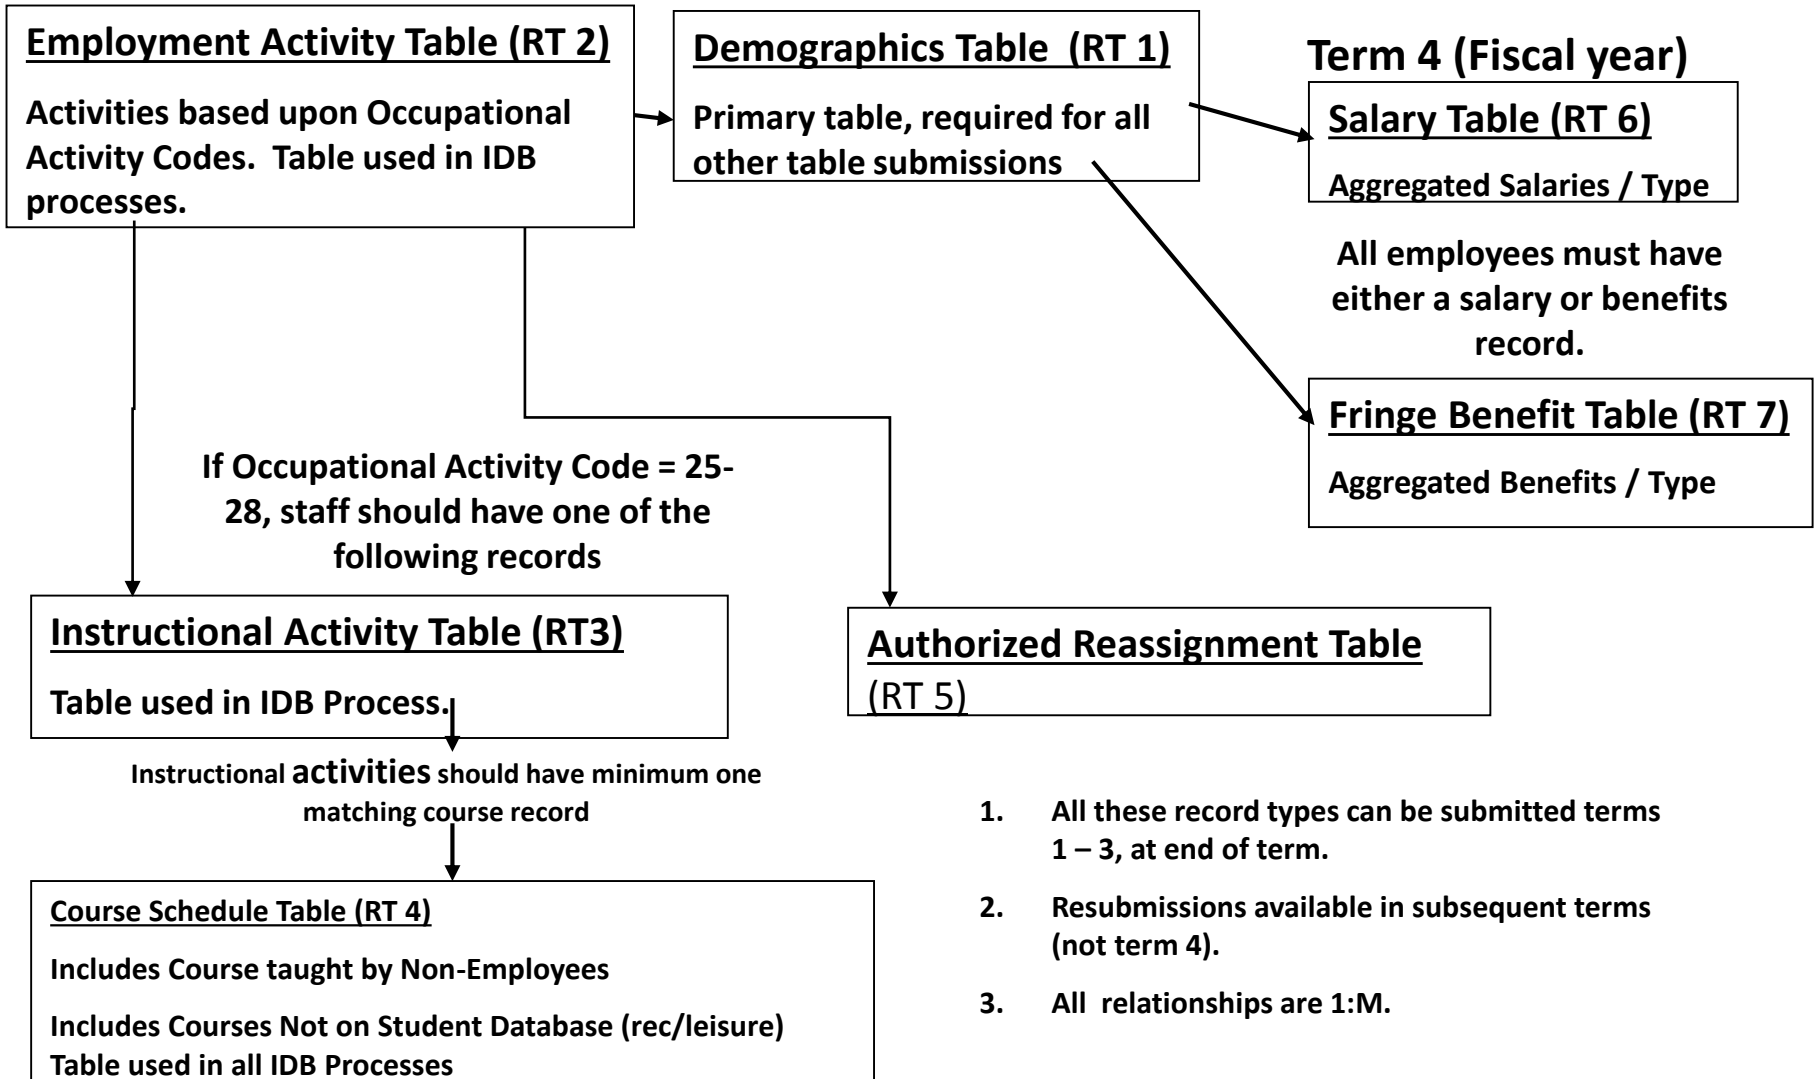 Employment Activity Table (RT 2)
Activities based upon Occupational
Activity Codes.  Table used in IDB
processes.
Demographics Table  (RT 1)
Primary table, required for all
other table submissions
Term 4 (Fiscal year)
Salary Table (RT 6)
Aggregated Salaries / Type
All employees must have
either a salary or benefits
record.
Fringe Benefit Table (RT 7)
Aggregated Benefits / Type
If Occupational Activity Code = 25-
28, staff should have one of the
following records
Instructional Activity Table (RT3)
Table used in IDB Process.
Authorized Reassignment Table
(RT 5)
Instructional activities should have minimum one
matching course record
Course Schedule Table (RT 4)
Includes Course taught by Non-Employees
Includes Courses Not on Student Database (rec/leisure)
Table used in all IDB Processes
1. All these record types can be submitted terms
1 – 3, at end of term.
2. Resubmissions available in subsequent terms
(not term 4).
3. All  relationships are 1:M.